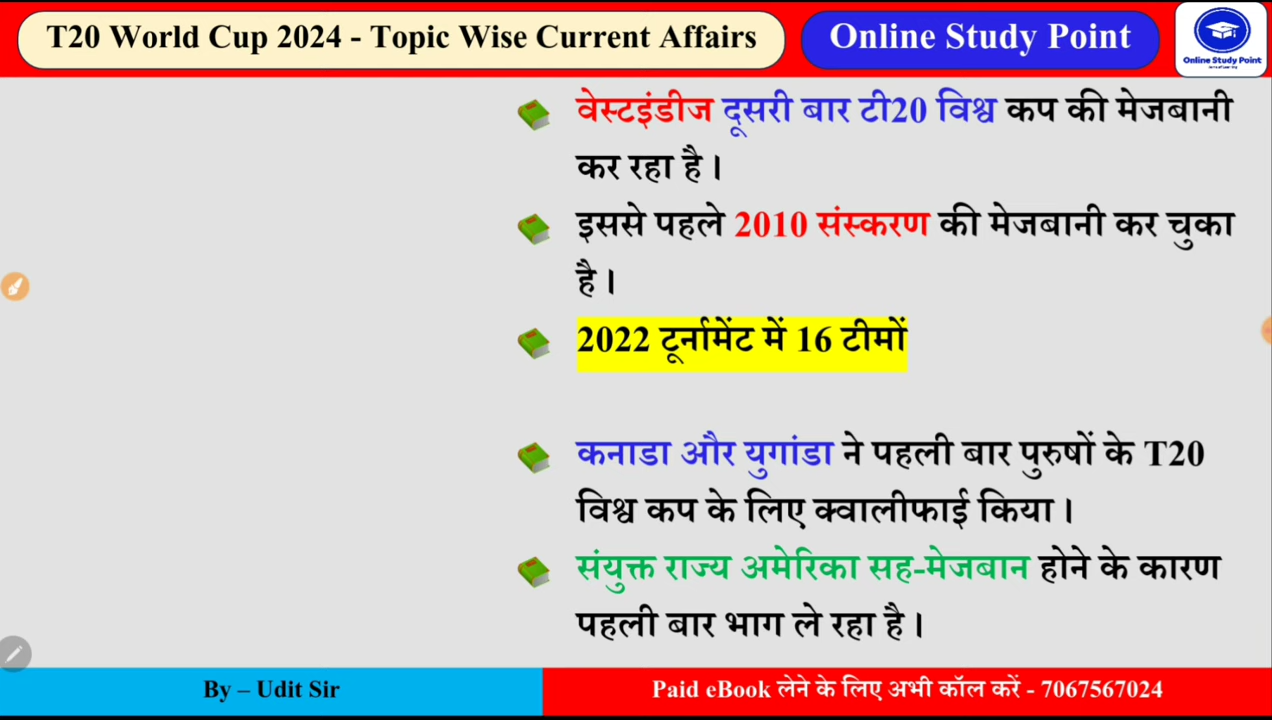 T20 World Cup 2024 - Topic Wise Current Affairs
Online Study Point
Online Study Point
वेस्टइंडीज दूसरी बार टी20 विश्व कप की मेजबानी
कर रहा है।
इससे पहले 2010 संस्करण की मेजबानी कर चुका
है।
2022 टूर्नामेंट में 16 टीमों
कनाडा और युगांडा ने पहली बार पुरुषों के T20
विश्व कप के लिए क्वालीफाई किया।
संयुक्त राज्य अमेरिका सह-मेजबान होने के कारण
पहली बार भाग ले रहा है।
By – Udit Sir
Paid eBook लेने के लिए अभी कॉल करें - 7067567024